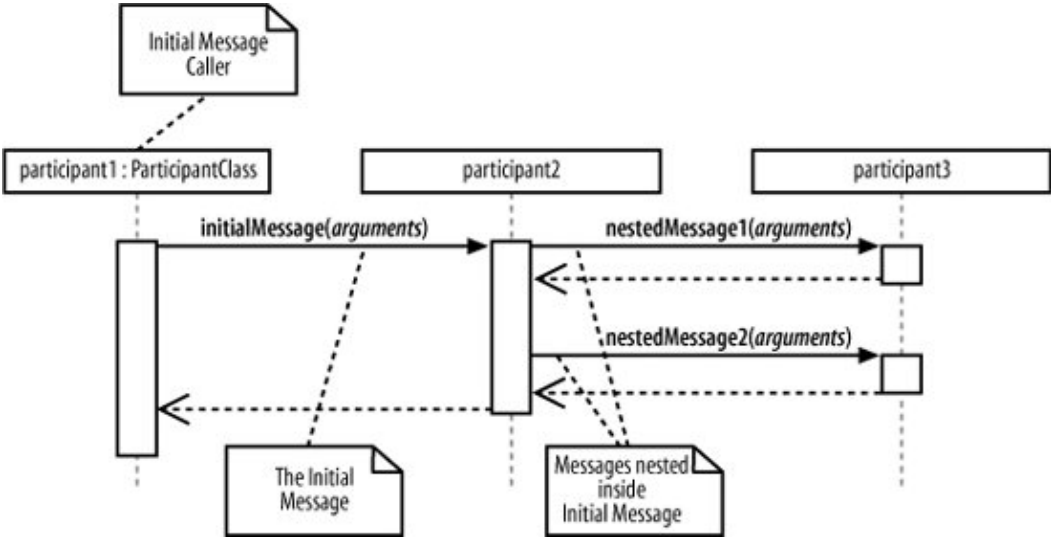 Initial Message
Caller
participant1 : ParticipantClass
participant2
participant3
initialMessage(arguments)
nestedMessage1(arguments)
nestedMessage2(arguments)
The Initial
Message
Messages nested
inside
Initial Message